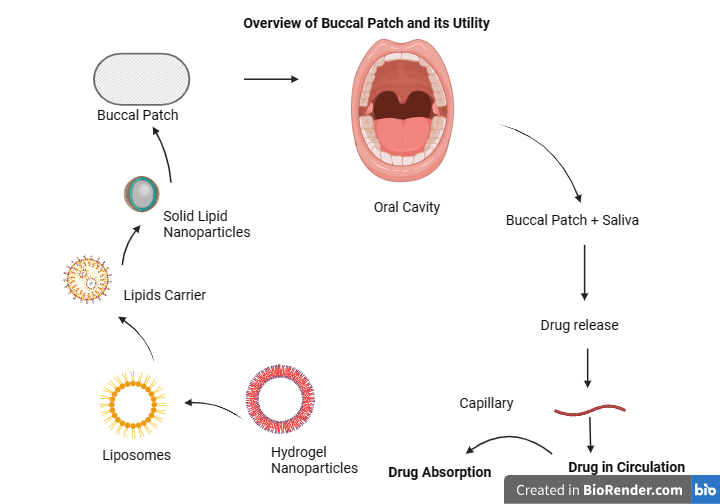 Overview of Buccal Patch and its Utility
Buccal Patch
Oral Cavity
Solid Lipid
Nanoparticles
Buccal Patch + Saliva
Lipids Carrier
Drug release
Capillary
Liposomes
Hydrogel
Nanoparticles
Drug Absorption
Drug in Circulation
Created in BioRender.com bio